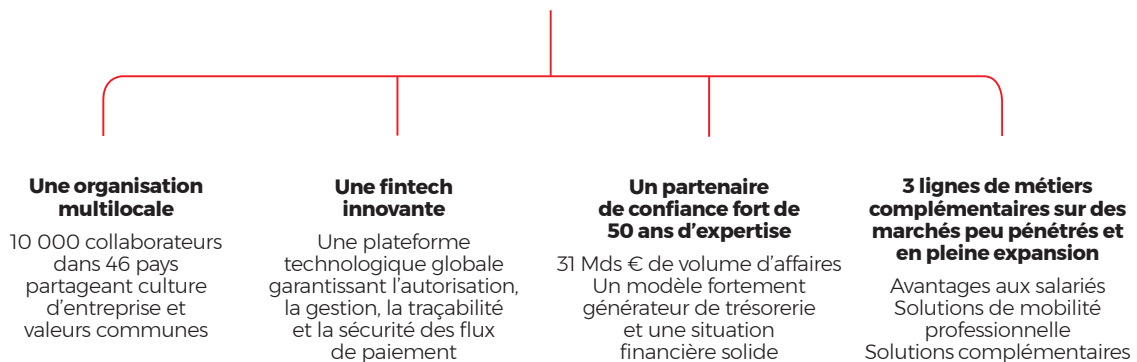 Une organisation
multilocale
10 000 collaborateurs
dans 46 pays
partageant culture
d’entreprise et
valeurs communes
Une fintech
innovante
Une plateforme
technologique globale
garantissant l’autorisation,
la gestion, la traçabilité
et la sécurité des flux
de paiement
Un partenaire
de confiance fort de
50 ans d’expertise
31 Mds € de volume d’affaires
Un modèle fortement
générateur de trésorerie
et une situation
financière solide
3 lignes de métiers
complémentaires sur des
marchés peu pénétrés et
en pleine expansion
Avantages aux salariés
Solutions de mobilité
professionnelle
Solutions complémentaires